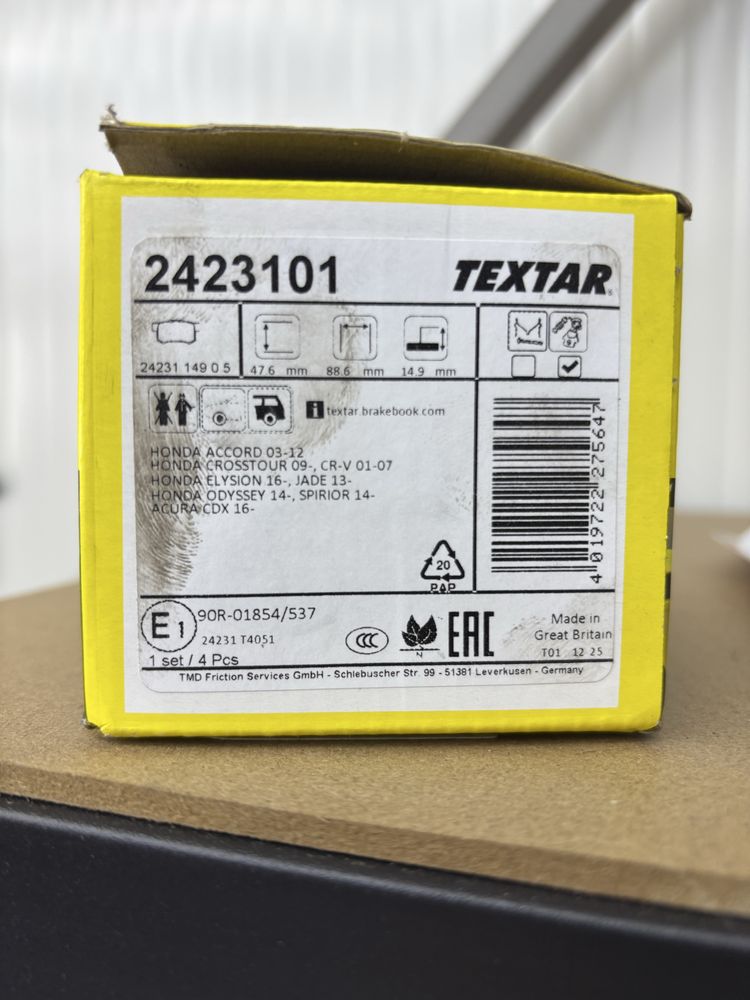 2423101
TEXTAR
24231 149 0 5
47.6 mm
88.6 mm
14.9 mm
i textar.brakebook.com
HONDA ACCORD 03-12
HONDA CROSSTOUR 09-, CR-V 01-07
HONDA ELYSION 16-, JADE 13-
HONDA ODYSSEY 14-, SPIRIOR 14-
ACURA CDX 16-
4 019722 275647
20
PAP
E1
90R-01854/537
24231 T4051
1 set / 4 Pcs
CCC
N
EAC
Made in
Great Britain
T01 12 25
TMD Friction Services GmbH - Schlebuscher Str. 99 - 51381 Leverkusen - Germany